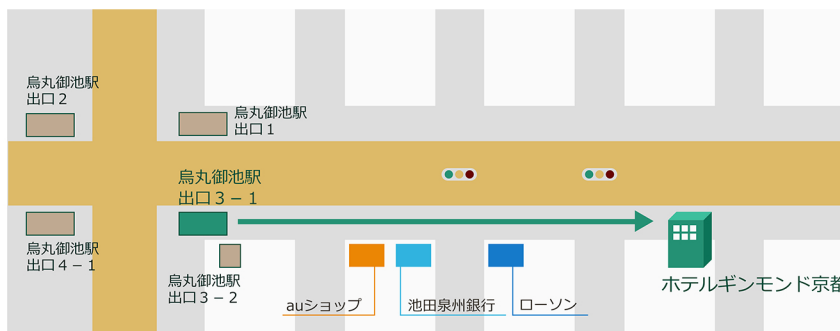 烏丸御池駅
出口２
烏丸御池駅
出口１
烏丸御池駅
出口３－１
烏丸御池駅
出口４－１
烏丸御池駅
出口３－２
auショップ
池田泉州銀行
ローソン
ホテルギンモンド京都